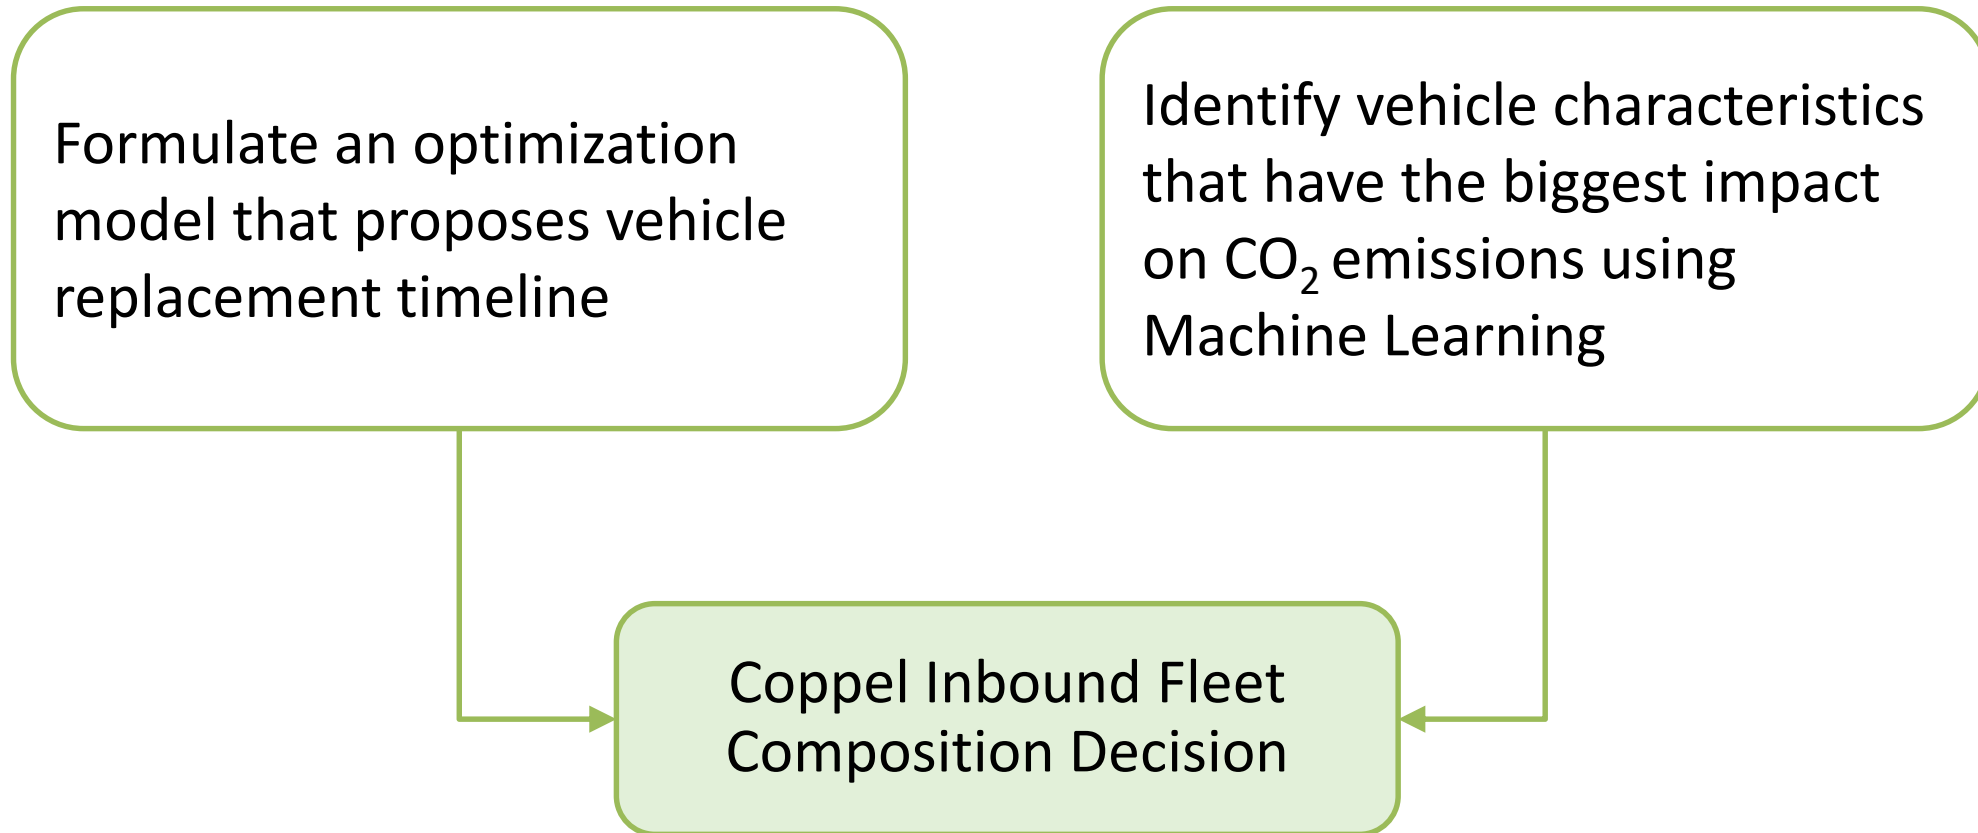 Formulate an optimization
model that proposes vehicle
replacement timeline
Identify vehicle characteristics
that have the biggest impact
on CO₂ emissions using
Machine Learning
Coppel Inbound Fleet
Composition Decision